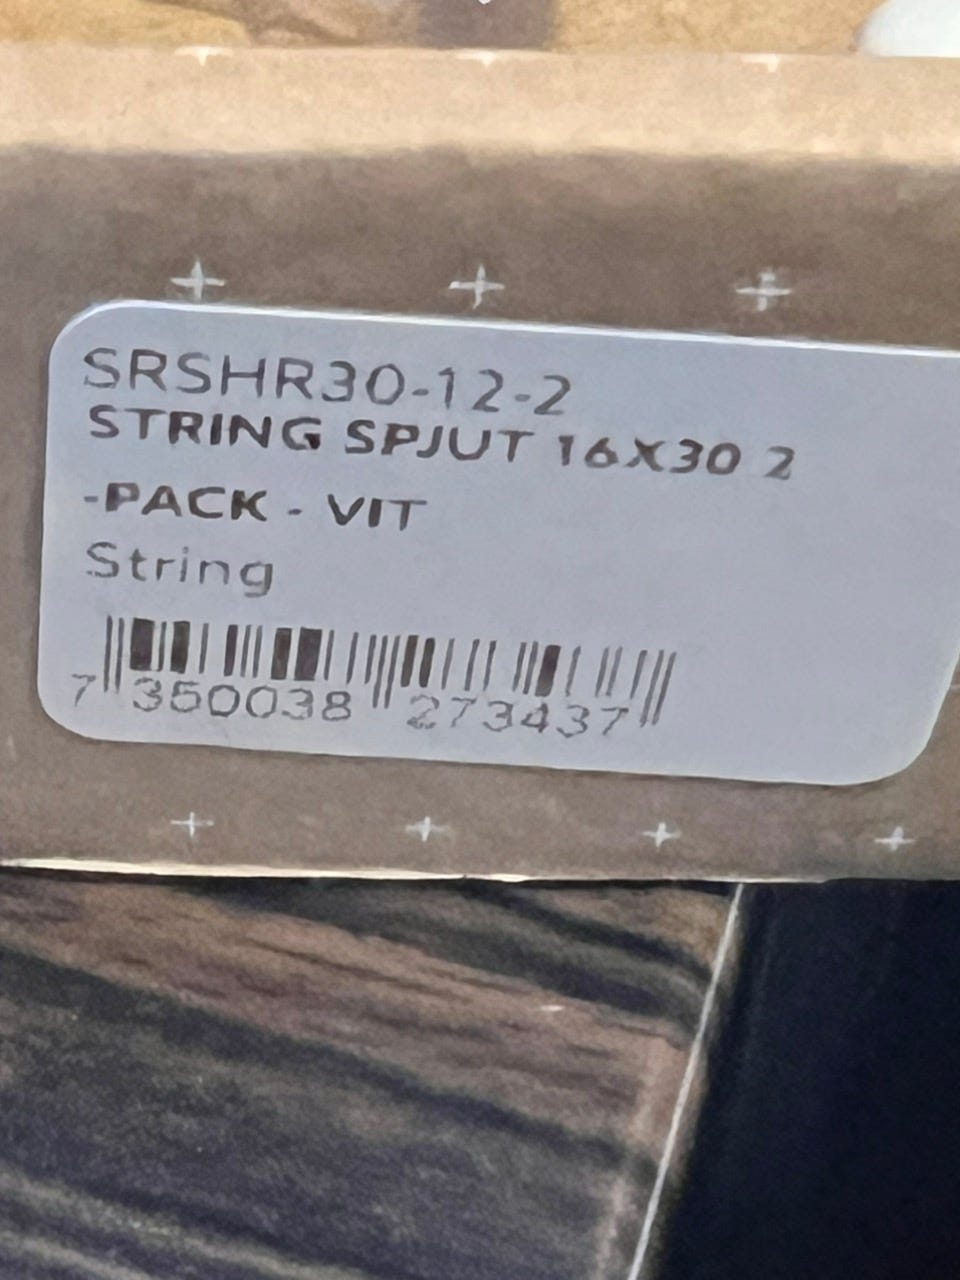 SRSHR30-12-2
STRING SPJUT 16X30 2
-PACK - VIT
String
7 350038 273437